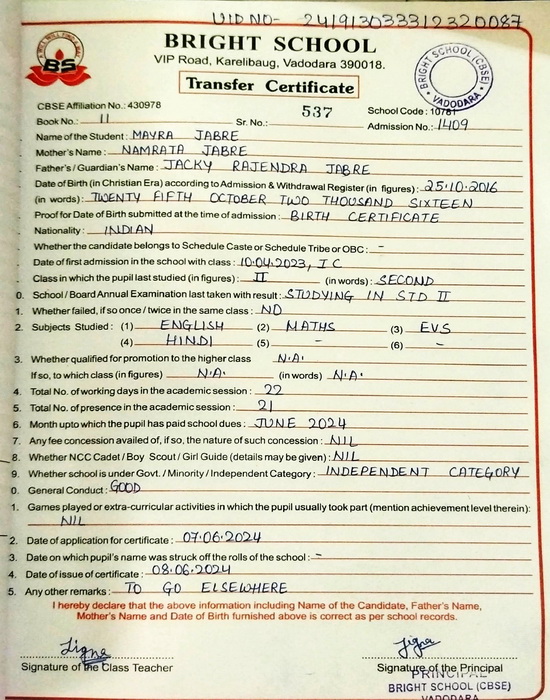 UID NO- 241913033312320087
BS
BRIGHT SCHOOL
VIP Road, Karelibaug, Vadodara 390018.
BRIGHT SCHOOL (CBSE) VADODARA
Transfer Certificate
CBSE Affiliation No.: 430978 537 School Code: 10781
Book No.: 11 Sr. No.: Admission No.: 1409
Name of the Student: MAYRA JABRE
Mother's Name: NAMRATA JABRE
Father's / Guardian's Name: JACKY RAJENDRA JABRE
Date of Birth (in Christian Era) according to Admission & Withdrawal Register (in figures): 25.10.2016
(in words): TWENTY FIFTH OCTOBER TWO THOUSAND SIXTEEN
Proof for Date of Birth submitted at the time of admission: BIRTH CERTIFICATE
Nationality: INDIAN
Whether the candidate belongs to Schedule Caste or Schedule Tribe or OBC: -
Date of first admission in the school with class: 10.04.2023, I C
Class in which the pupil last studied (in figures): II (in words): SECOND
0. School / Board Annual Examination last taken with result: STUDYING IN STD II
1. Whether failed, if so once / twice in the same class: NO
2. Subjects Studied: (1) ENGLISH (2) MATHS (3) EVS
(4) HINDI (5) - (6) -
3. Whether qualified for promotion to the higher class N.A.
If so, to which class (in figures) N.A. (in words) N.A.
4. Total No. of working days in the academic session: 22
5. Total No. of presence in the academic session: 21
6. Month upto which the pupil has paid school dues: JUNE 2024
7. Any fee concession availed of, if so, the nature of such concession: NIL
8. Whether NCC Cadet / Boy Scout / Girl Guide (details may be given): NIL
9. Whether school is under Govt. / Minority / Independent Category: INDEPENDENT CATEGORY
0. General Conduct: GOOD
1. Games played or extra-curricular activities in which the pupil usually took part (mention achievement level therein):
NIL
2. Date of application for certificate: 07.06.2024
3. Date on which pupil's name was struck off the rolls of the school: -
4. Date of issue of certificate: 08.06.2024
5. Any other remarks: TO GO ELSEWHERE
I hereby declare that the above information including Name of the Candidate, Father's Name,
Mother's Name and Date of Birth furnished above is correct as per school records.
Signature of the Class Teacher Signature of the Principal
PRINCIPAL
BRIGHT SCHOOL (CBSE)
VADODARA